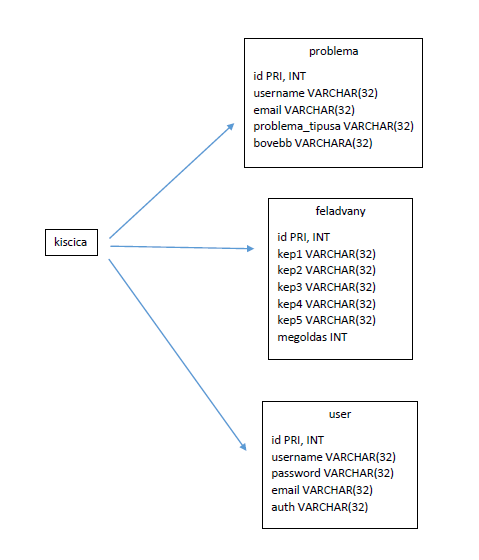 problema
id PRI, INT
username VARCHAR(32)
email VARCHAR(32)
problema_tipusa VARCHAR(32)
bovebb VARCHARA(32)
kiscica
feladvany
id PRI, INT
kep1 VARCHAR(32)
kep2 VARCHAR(32)
kep3 VARCHAR(32)
kep4 VARCHAR(32)
kep5 VARCHAR(32)
megoldas INT
user
id PRI, INT
username VARCHAR(32)
password VARCHAR(32)
email VARCHAR(32)
auth VARCHAR(32)